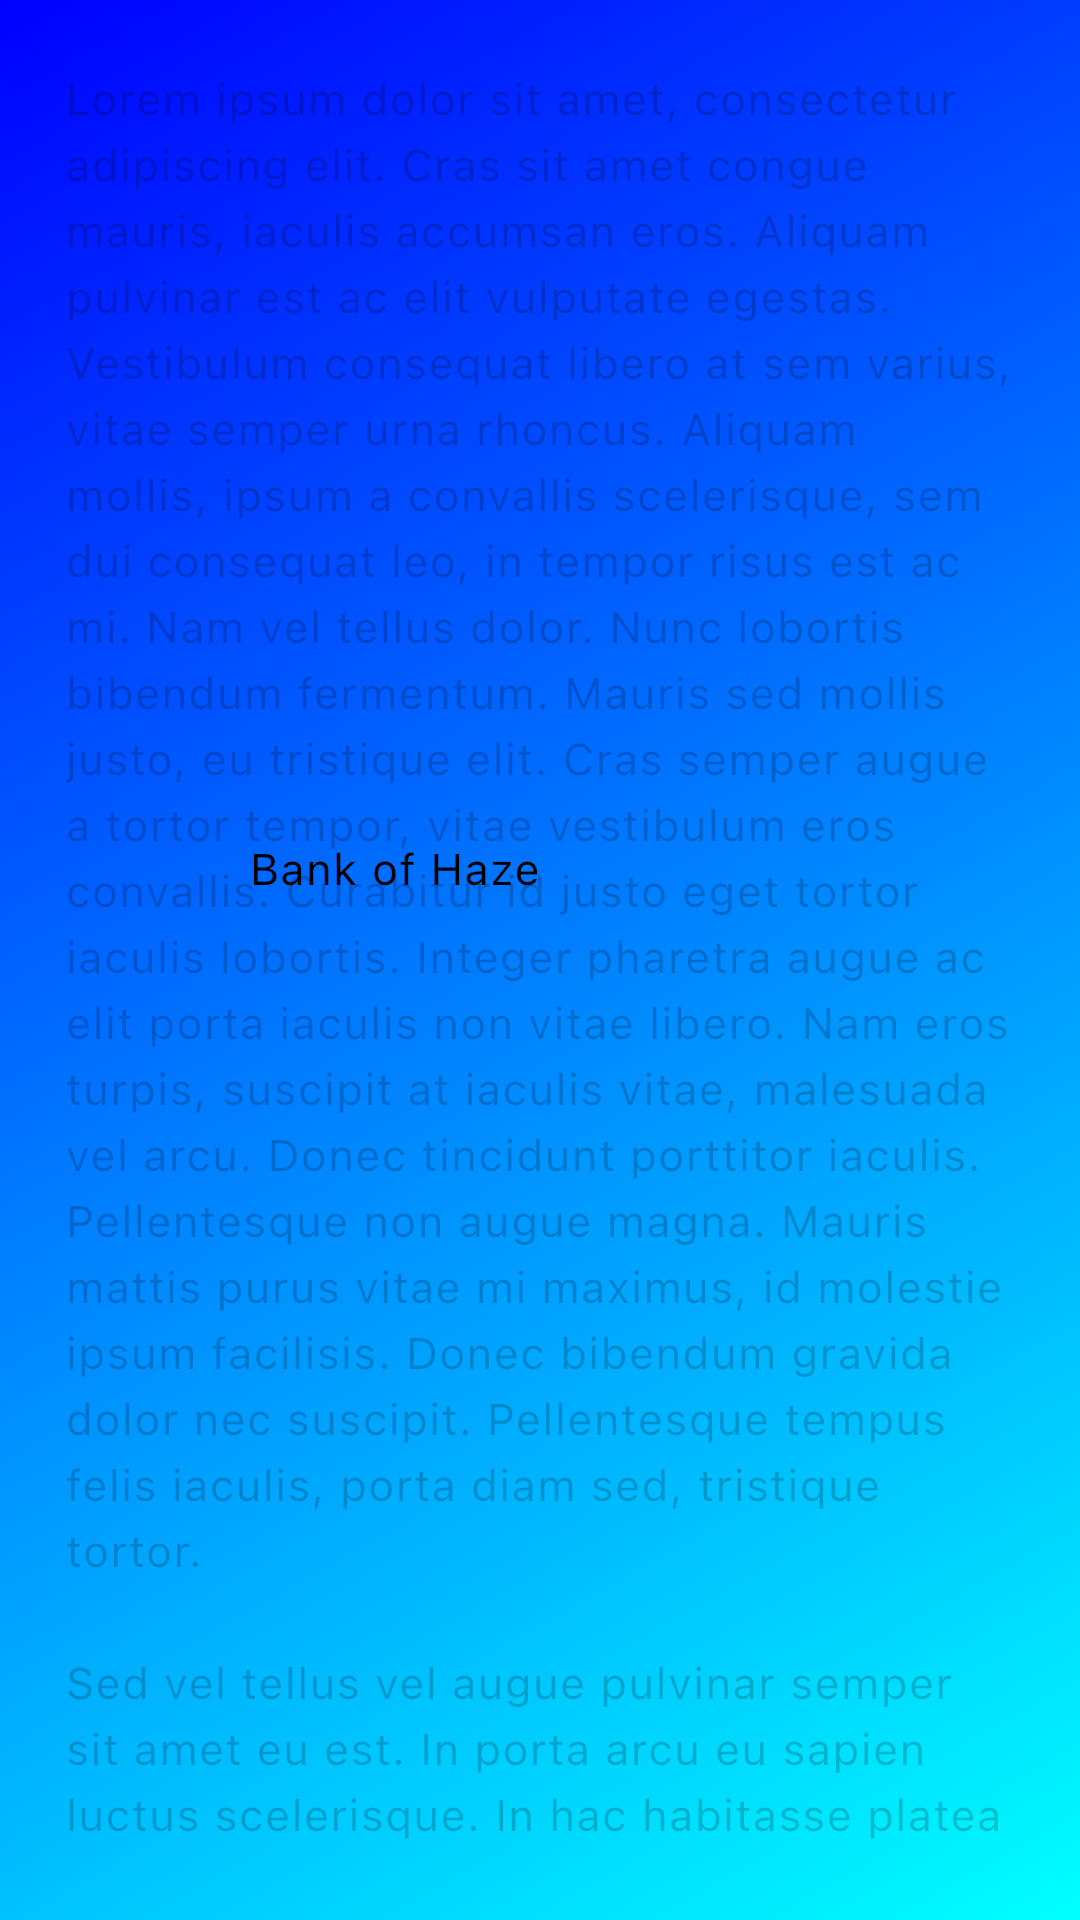 Lorem ipsum dolor sit amet, consectetur
adipiscing elit. Cras sit amet congue
mauris, iaculis accumsan eros. Aliquam
pulvinar est ac elit vulputate egestas.
Vestibulum consequat libero at sem varius,
vitae semper urna rhoncus. Aliquam
mollis, ipsum a convallis scelerisque, sem
dui consequat leo, in tempor risus est ac
mi. Nam vel tellus dolor. Nunc lobortis
bibendum fermentum. Mauris sed mollis
justo, eu tristique elit. Cras semper augue
a tortor tempor, vitae vestibulum eros
Bank of Haze
convallis. Curabitur id justo eget tortor
iaculis lobortis. Integer pharetra augue ac
elit porta iaculis non vitae libero. Nam eros
turpis, suscipit at iaculis vitae, malesuada
vel arcu. Donec tincidunt porttitor iaculis.
Pellentesque non augue magna. Mauris
mattis purus vitae mi maximus, id molestie
ipsum facilisis. Donec bibendum gravida
dolor nec suscipit. Pellentesque tempus
felis iaculis, porta diam sed, tristique
tortor.
Sed vel tellus vel augue pulvinar semper
sit amet eu est. In porta arcu eu sapien
luctus scelerisque. In hac habitasse platea